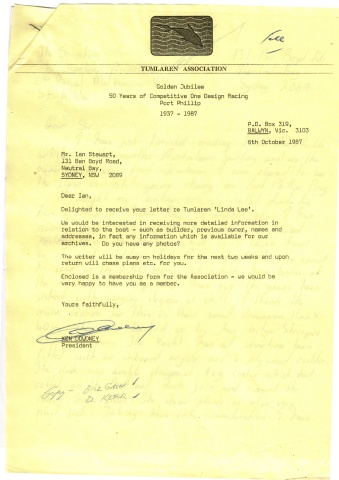 TUMLAREN ASSOCIATION
Golden Jubilee
50 Years of Competitive One Design Racing
Port Phillip
1937 - 1987
P.O. Box 319,
BALWYN, Vic. 3103
6th October 1987
Mr. Ian Stewart,
131 Ben Boyd Road,
Neutral Bay,
SYDNEY, NSW 2089
Dear Ian,
Delighted to receive your letter re Tumlaren 'Linda Lee'.
We would be interested in receiving more detailed information in
relation to the boat - such as builder, previous owner, names and
addresses, in fact any information which is available for our
archives. Do you have any photos?
The writer will be away on holidays for the next two weeks and upon
return will chase plans etc. for you.
Enclosed is a membership form for the Association - we would be
very happy to have you as a member.
Yours faithfully,
President
Copy -